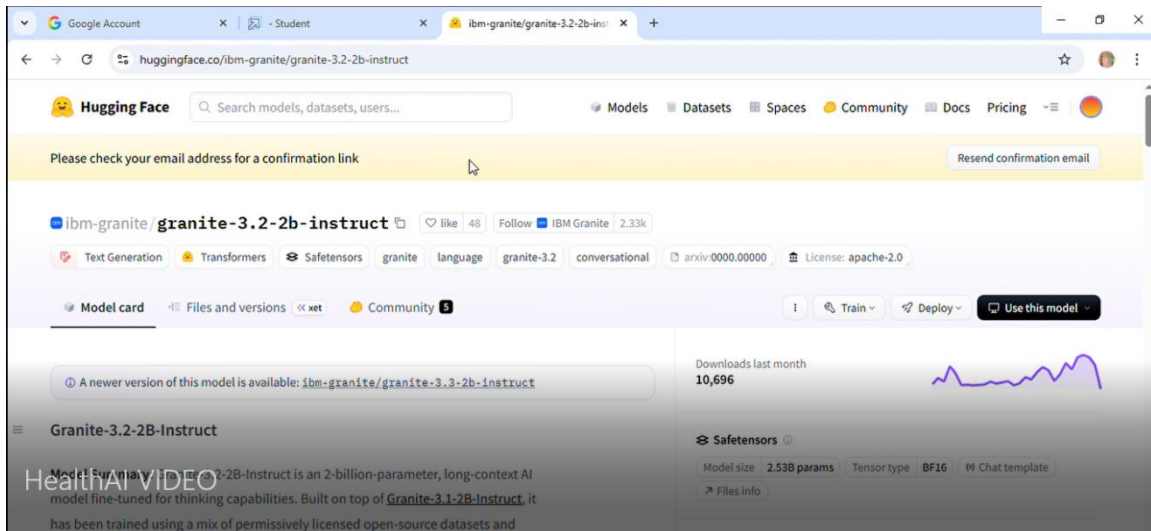 Google Account
- Student
ibm-granite/granite-3.2-2b-ins
huggingface.co/ibm-granite/granite-3.2-2b-instruct
Hugging Face
Search models, datasets, users...
Models
Datasets
Spaces
Community
Docs
Pricing
Please check your email address for a confirmation link
Resend confirmation email
ibm-granite/granite-3.2-2b-instruct
like 48
Follow IBM Granite 2.33k
Text Generation
Transformers
Safetensors
granite
language
granite-3.2
conversational
arxiv:0000.00000
License: apache-2.0
Model card
Files and versions
xet
Community 5
Train
Deploy
Use this model
A newer version of this model is available: ibm-granite/granite-3.3-2b-instruct
Downloads last month
10,696
Granite-3.2-2B-Instruct
Safetensors
Model size 2.53B params
Tensor type BF16
Chat template
Files info
Model Summary: Granite-3.2-2B-Instruct is an 2-billion-parameter, long-context AI
HealthAI VIDEO
model fine-tuned for thinking capabilities. Built on top of Granite-3.1-2B-Instruct, it
has been trained using a mix of permissively licensed open-source datasets and